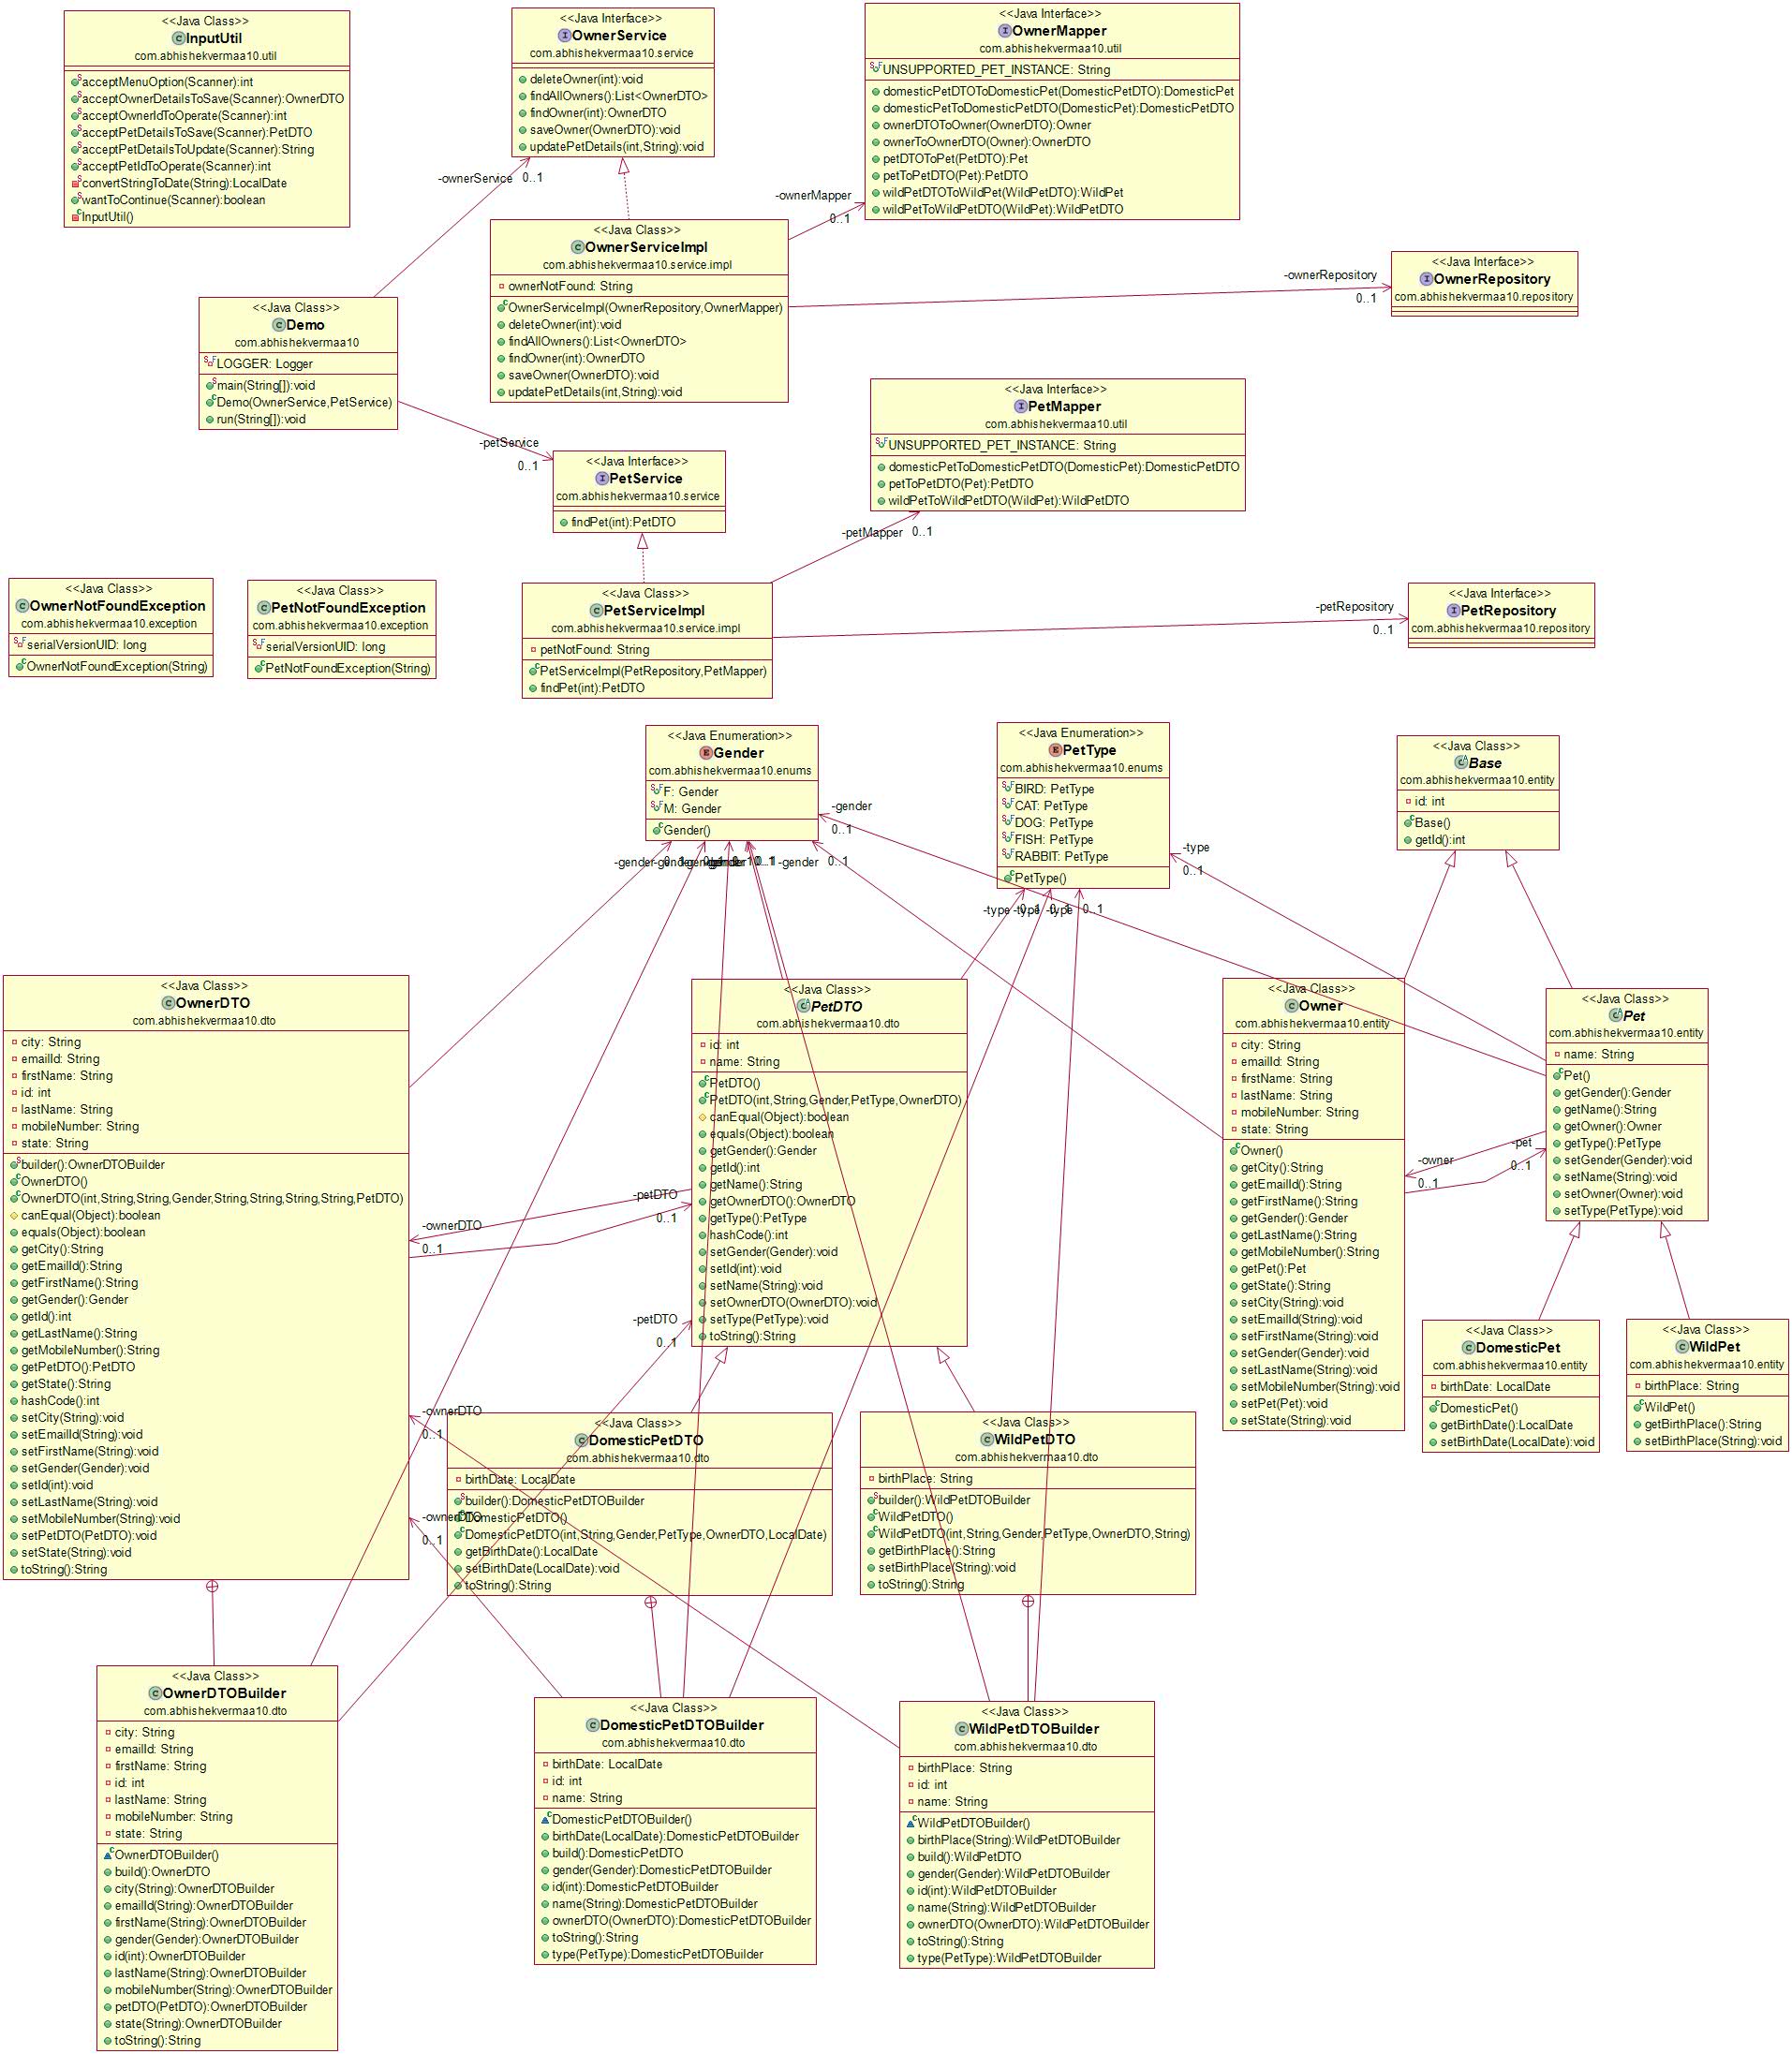 <<Java Class>>
InputUtil
com.abhishekvermaa10.util
acceptMenuOption(Scanner):int
acceptOwnerDetailsToSave(Scanner):OwnerDTO
acceptOwnerIdToOperate(Scanner):int
acceptPetDetailsToSave(Scanner):PetDTO
acceptPetDetailsToUpdate(Scanner):String
acceptPetIdToOperate(Scanner):int
convertStringToDate(String):LocalDate
wantToContinue(Scanner):boolean
InputUtil()
<<Java Interface>>
OwnerService
com.abhishekvermaa10.service
deleteOwner(int):void
findAllOwners():List<OwnerDTO>
findOwner(int):OwnerDTO
saveOwner(OwnerDTO):void
updatePetDetails(int,String):void
<<Java Interface>>
OwnerMapper
com.abhishekvermaa10.util
UNSUPPORTED_PET_INSTANCE: String
domesticPetDTOToDomesticPet(DomesticPetDTO):DomesticPet
domesticPetToDomesticPetDTO(DomesticPet):DomesticPetDTO
ownerDTOToOwner(OwnerDTO):Owner
ownerToOwnerDTO(Owner):OwnerDTO
petDTOToPet(PetDTO):Pet
petToPetDTO(Pet):PetDTO
wildPetDTOToWildPet(WildPetDTO):WildPet
wildPetToWildPetDTO(WildPet):WildPetDTO
-ownerService 0..1
-ownerMapper
0..1
<<Java Class>>
OwnerServiceImpl
com.abhishekvermaa10.service.impl
ownerNotFound: String
OwnerServiceImpl(OwnerRepository,OwnerMapper)
deleteOwner(int):void
findAllOwners():List<OwnerDTO>
findOwner(int):OwnerDTO
saveOwner(OwnerDTO):void
updatePetDetails(int,String):void
-ownerRepository
0..1
<<Java Interface>>
OwnerRepository
com.abhishekvermaa10.repository
<<Java Class>>
Demo
com.abhishekvermaa10
LOGGER: Logger
main(String[]):void
Demo(OwnerService,PetService)
run(String[]):void
-petService
0..1
<<Java Interface>>
PetService
com.abhishekvermaa10.service
findPet(int):PetDTO
<<Java Interface>>
PetMapper
com.abhishekvermaa10.util
UNSUPPORTED_PET_INSTANCE: String
domesticPetToDomesticPetDTO(DomesticPet):DomesticPetDTO
petToPetDTO(Pet):PetDTO
wildPetToWildPetDTO(WildPet):WildPetDTO
-petMapper 0..1
<<Java Class>>
OwnerNotFoundException
com.abhishekvermaa10.exception
serialVersionUID: long
OwnerNotFoundException(String)
<<Java Class>>
PetNotFoundException
com.abhishekvermaa10.exception
serialVersionUID: long
PetNotFoundException(String)
<<Java Class>>
PetServiceImpl
com.abhishekvermaa10.service.impl
petNotFound: String
PetServiceImpl(PetRepository,PetMapper)
findPet(int):PetDTO
-petRepository
0..1
<<Java Interface>>
PetRepository
com.abhishekvermaa10.repository
<<Java Enumeration>>
Gender
com.abhishekvermaa10.enums
F: Gender
M: Gender
Gender()
<<Java Enumeration>>
PetType
com.abhishekvermaa10.enums
BIRD: PetType
CAT: PetType
DOG: PetType
FISH: PetType
RABBIT: PetType
PetType()
<<Java Class>>
Base
com.abhishekvermaa10.entity
id: int
Base()
getId():int
-gender
0..1
-type
0..1
-gender
-gender 0..1
-type
-type
-type 0..1
<<Java Class>>
OwnerDTO
com.abhishekvermaa10.dto
city: String
emailId: String
firstName: String
id: int
lastName: String
mobileNumber: String
state: String
builder():OwnerDTOBuilder
OwnerDTO()
OwnerDTO(int,String,String,Gender,String,String,String,String,PetDTO)
canEqual(Object):boolean
equals(Object):boolean
getCity():String
getEmailId():String
getFirstName():String
getGender():Gender
getId():int
getLastName():String
getMobileNumber():String
getPetDTO():PetDTO
getState():String
hashCode():int
setCity(String):void
setEmailId(String):void
setFirstName(String):void
setGender(Gender):void
setId(int):void
setLastName(String):void
setMobileNumber(String):void
setPetDTO(PetDTO):void
setState(String):void
toString():String
<<Java Class>>
PetDTO
com.abhishekvermaa10.dto
id: int
name: String
PetDTO()
PetDTO(int,String,Gender,PetType,OwnerDTO)
canEqual(Object):boolean
equals(Object):boolean
getGender():Gender
getId():int
getName():String
getOwnerDTO():OwnerDTO
getType():PetType
hashCode():int
setGender(Gender):void
setId(int):void
setName(String):void
setOwnerDTO(OwnerDTO):void
setType(PetType):void
toString():String
-petDTO
0..1
-ownerDTO
0..1
-petDTO
0..1
<<Java Class>>
Owner
com.abhishekvermaa10.entity
city: String
emailId: String
firstName: String
lastName: String
mobileNumber: String
state: String
Owner()
getCity():String
getEmailId():String
getFirstName():String
getGender():Gender
getLastName():String
getMobileNumber():String
getPet():Pet
getState():String
setCity(String):void
setEmailId(String):void
setFirstName(String):void
setGender(Gender):void
setLastName(String):void
setMobileNumber(String):void
setPet(Pet):void
setState(String):void
<<Java Class>>
Pet
com.abhishekvermaa10.entity
name: String
Pet()
getGender():Gender
getName():String
getOwner():Owner
getType():PetType
setGender(Gender):void
setName(String):void
setOwner(Owner):void
setType(PetType):void
-pet
0..1
-owner
0..1
<<Java Class>>
DomesticPet
com.abhishekvermaa10.entity
birthDate: LocalDate
DomesticPet()
getBirthDate():LocalDate
setBirthDate(LocalDate):void
<<Java Class>>
WildPet
com.abhishekvermaa10.entity
birthPlace: String
WildPet()
getBirthPlace():String
setBirthPlace(String):void
-ownerDTO
0..1
<<Java Class>>
DomesticPetDTO
com.abhishekvermaa10.dto
birthDate: LocalDate
builder():DomesticPetDTOBuilder
DomesticPetDTO()
DomesticPetDTO(int,String,Gender,PetType,OwnerDTO,LocalDate)
getBirthDate():LocalDate
setBirthDate(LocalDate):void
toString():String
-ownerDTO
0..1
<<Java Class>>
WildPetDTO
com.abhishekvermaa10.dto
birthPlace: String
builder():WildPetDTOBuilder
WildPetDTO()
WildPetDTO(int,String,Gender,PetType,OwnerDTO,String)
getBirthPlace():String
setBirthPlace(String):void
toString():String
<<Java Class>>
OwnerDTOBuilder
com.abhishekvermaa10.dto
city: String
emailId: String
firstName: String
id: int
lastName: String
mobileNumber: String
state: String
OwnerDTOBuilder()
build():OwnerDTO
city(String):OwnerDTOBuilder
emailId(String):OwnerDTOBuilder
firstName(String):OwnerDTOBuilder
gender(Gender):OwnerDTOBuilder
id(int):OwnerDTOBuilder
lastName(String):OwnerDTOBuilder
mobileNumber(String):OwnerDTOBuilder
petDTO(PetDTO):OwnerDTOBuilder
state(String):OwnerDTOBuilder
toString():String
<<Java Class>>
DomesticPetDTOBuilder
com.abhishekvermaa10.dto
birthDate: LocalDate
id: int
name: String
DomesticPetDTOBuilder()
birthDate(LocalDate):DomesticPetDTOBuilder
build():DomesticPetDTO
gender(Gender):DomesticPetDTOBuilder
id(int):DomesticPetDTOBuilder
name(String):DomesticPetDTOBuilder
ownerDTO(OwnerDTO):DomesticPetDTOBuilder
toString():String
type(PetType):DomesticPetDTOBuilder
<<Java Class>>
WildPetDTOBuilder
com.abhishekvermaa10.dto
birthPlace: String
id: int
name: String
WildPetDTOBuilder()
birthPlace(String):WildPetDTOBuilder
build():WildPetDTO
gender(Gender):WildPetDTOBuilder
id(int):WildPetDTOBuilder
name(String):WildPetDTOBuilder
ownerDTO(OwnerDTO):WildPetDTOBuilder
toString():String
type(PetType):WildPetDTOBuilder